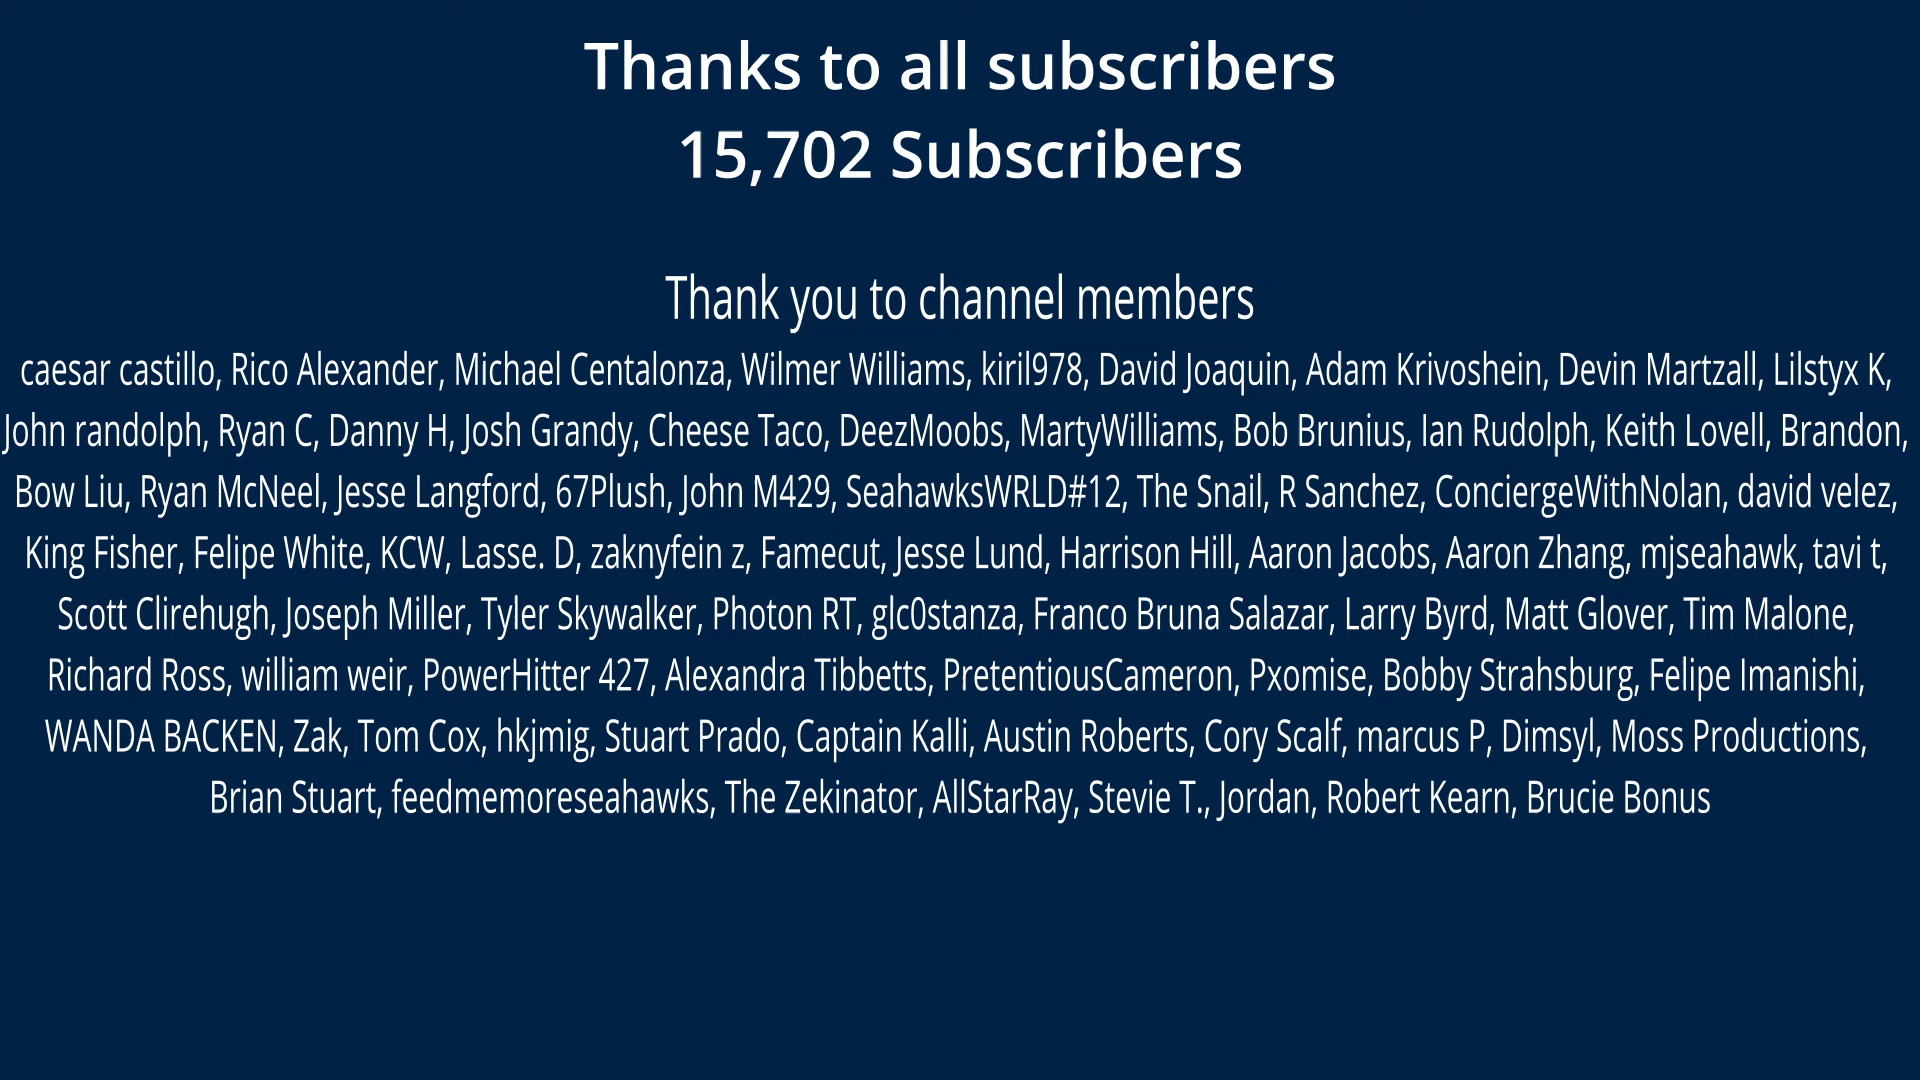 Thanks to all subscribers
15,702 Subscribers
Thank you to channel members
caesar castillo, Rico Alexander, Michael Centalonza, Wilmer Williams, kiril978, David Joaquin, Adam Krivoshein, Devin Martzall, Lilstyx K,
John randolph, Ryan C, Danny H, Josh Grandy, Cheese Taco, DeezMoobs, MartyWilliams, Bob Brunius, Ian Rudolph, Keith Lovell, Brandon,
Bow Liu, Ryan McNeel, Jesse Langford, 67Plush, John M429, SeahawksWRLD#12, The Snail, R Sanchez, ConciergeWithNolan, david velez,
King Fisher, Felipe White, KCW, Lasse. D, zaknyfein z, Famecut, Jesse Lund, Harrison Hill, Aaron Jacobs, Aaron Zhang, mjseahawk, tavi t,
Scott Clirehugh, Joseph Miller, Tyler Skywalker, Photon RT, glc0stanza, Franco Bruna Salazar, Larry Byrd, Matt Glover, Tim Malone,
Richard Ross, william weir, PowerHitter 427, Alexandra Tibbetts, PretentiousCameron, Pxomise, Bobby Strahsburg, Felipe Imanishi,
WANDA BACKEN, Zak, Tom Cox, hkjmig, Stuart Prado, Captain Kalli, Austin Roberts, Cory Scalf, marcus P, Dimsyl, Moss Productions,
Brian Stuart, feedmemoreseahawks, The Zekinator, AllStarRay, Stevie T., Jordan, Robert Kearn, Brucie Bonus